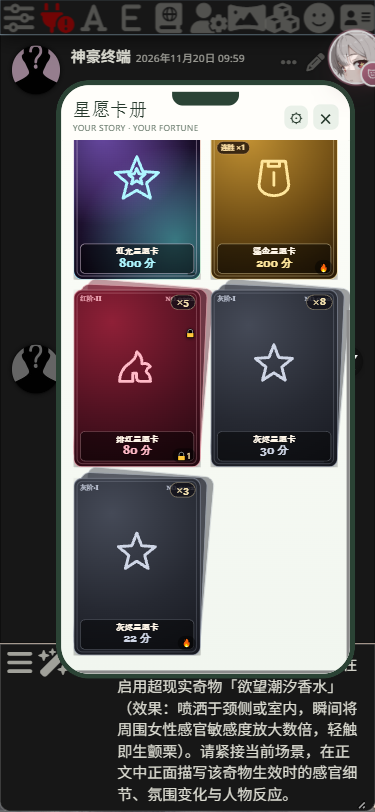 神豪终端 2026年11月20日 09:59
星愿卡册
YOUR STORY · YOUR FORTUNE
连胜 ×1
虹光星愿卡
800 分
鎏金星愿卡
200 分
红阶·II
×5
绯红星愿卡
80 分
1
灰阶·I
×8
灰烬星愿卡
30 分
灰阶·I
×3
灰烬星愿卡
22 分
启用超现实奇物「欲望潮汐香水」
（效果：喷洒于颈侧或室内，瞬间将
周围女性感官敏感度放大数倍，轻触
即生颤栗）。请紧接当前场景，在正
文中正面描写该奇物生效时的感官细
节、氛围变化与人物反应。